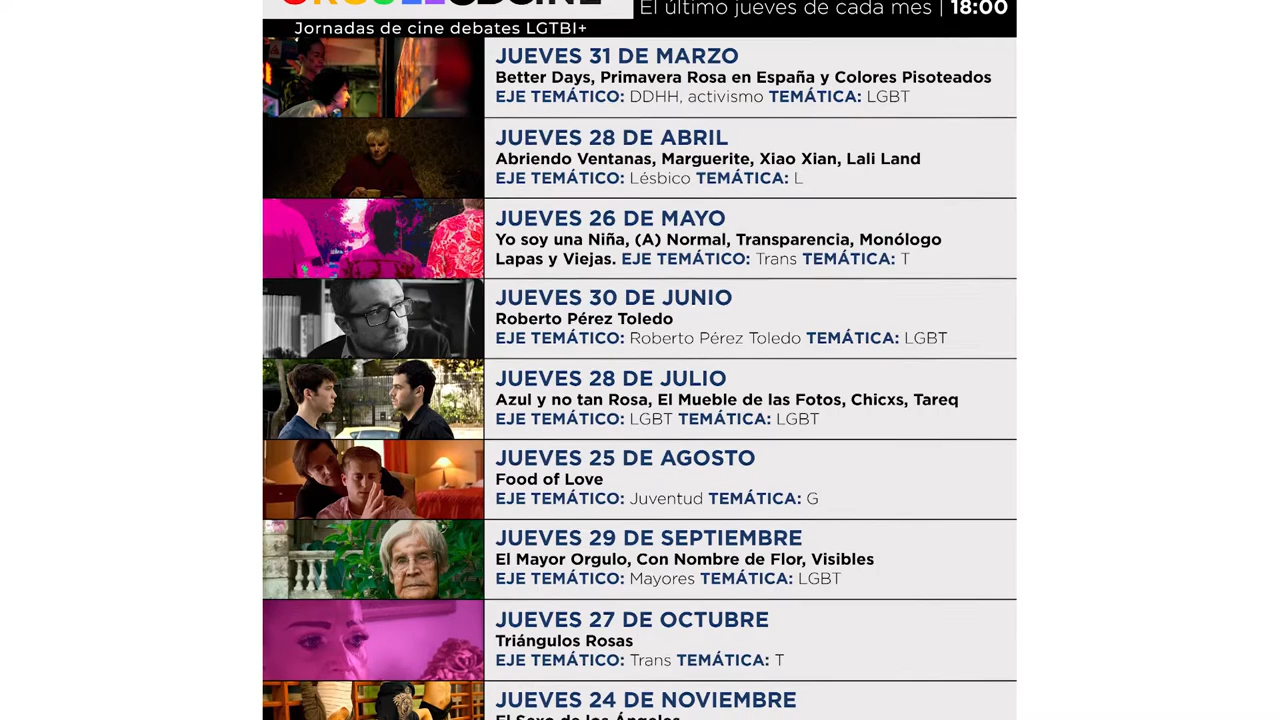 El último jueves de cada mes | 18:00
Jornadas de cine debates LGTBI+
JUEVES 31 DE MARZO
Better Days, Primavera Rosa en España y Colores Pisoteados
EJE TEMÁTICO: DDHH, activismo TEMÁTICA: LGBT
JUEVES 28 DE ABRIL
Abriendo Ventanas, Marguerite, Xiao Xian, Lali Land
EJE TEMÁTICO: Lésbico TEMÁTICA: L
JUEVES 26 DE MAYO
Yo soy una Niña, (A) Normal, Transparencia, Monólogo
Lapas y Viejas. EJE TEMÁTICO: Trans TEMÁTICA: T
JUEVES 30 DE JUNIO
Roberto Pérez Toledo
EJE TEMÁTICO: Roberto Pérez Toledo TEMÁTICA: LGBT
JUEVES 28 DE JULIO
Azul y no tan Rosa, El Mueble de las Fotos, Chicxs, Tareq
EJE TEMÁTICO: LGBT TEMÁTICA: LGBT
JUEVES 25 DE AGOSTO
Food of Love
EJE TEMÁTICO: Juventud TEMÁTICA: G
JUEVES 29 DE SEPTIEMBRE
El Mayor Orgulo, Con Nombre de Flor, Visibles
EJE TEMÁTICO: Mayores TEMÁTICA: LGBT
JUEVES 27 DE OCTUBRE
Triángulos Rosas
EJE TEMÁTICO: Trans TEMÁTICA: T
JUEVES 24 DE NOVIEMBRE
El Sexo de los Ángeles